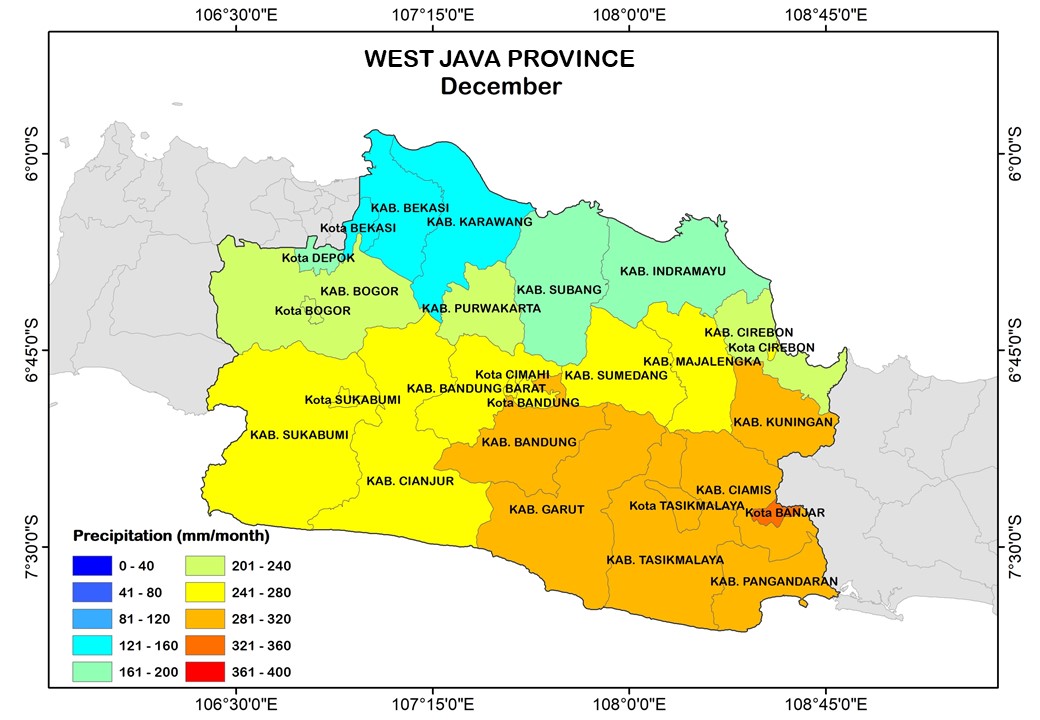 106°30'0"E 107°15'0"E 108°0'0"E 108°45'0"E
WEST JAVA PROVINCE
December
6°0'0"S
6°0'0"S
KAB. BEKASI
KAB. KARAWANG
Kota BEKASI
Kota DEPOK
KAB. INDRAMAYU
KAB. BOGOR
KAB. SUBANG
Kota BOGOR
KAB. PURWAKARTA
KAB. CIREBON
Kota CIREBON
6°45'0"S
6°45'0"S
KAB. MAJALENGKA
Kota CIMAHI
KAB. SUMEDANG
KAB. BANDUNG BARAT
Kota SUKABUMI
Kota BANDUNG
KAB. KUNINGAN
KAB. SUKABUMI
KAB. BANDUNG
KAB. CIANJUR
KAB. CIAMIS
Kota TASIKMALAYA
KAB. GARUT
Kota BANJAR
7°30'0"S
7°30'0"S
KAB. TASIKMALAYA
KAB. PANGANDARAN
Precipitation (mm/month)
0 - 40
41 - 80
81 - 120
121 - 160
161 - 200
201 - 240
241 - 280
281 - 320
321 - 360
361 - 400
106°30'0"E 107°15'0"E 108°0'0"E 108°45'0"E